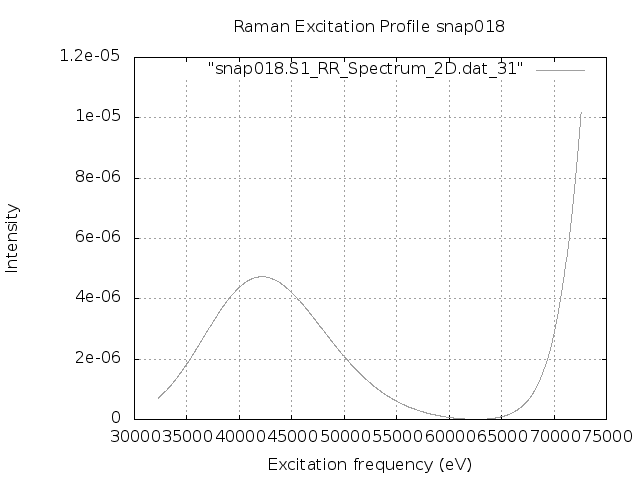 Raman Excitation Profile snap018
"snap018.S1_RR_Spectrum_2D.dat_31"
1.2e-05
1e-05
8e-06
6e-06
4e-06
2e-06
0
Intensity
30000 35000 40000 45000 50000 55000 60000 65000 70000 75000
Excitation frequency (eV)